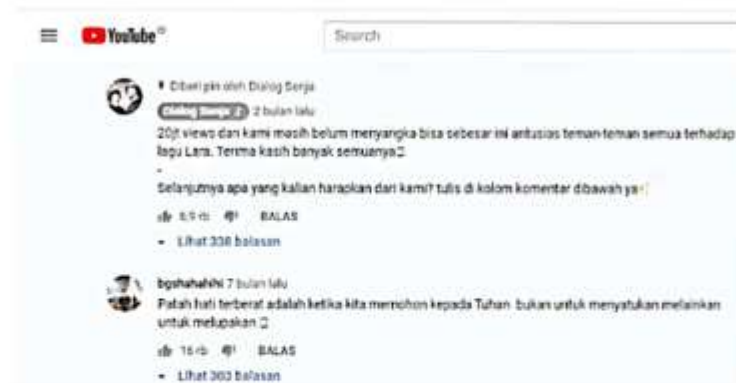 YouTube
Search
Diberi pin oleh Dialog Senja
Dialog Senja 2 bulan lalu
20jt views dan kami masih belum menyangka bisa sebesar ini antusias teman-teman semua terhadap
lagu Lara. Terima kasih banyak semuanya
-
Selanjutnya apa yang kalian harapkan dari kami? tulis di kolom komentar dibawah ya
rb BALAS
Lihat 338 balasan
7 bulan lalu
Patah hati terberat adalah ketika kita memohon kepada Tuhan bukan untuk menyatukan melainkan
untuk melupakan
16 rb BALAS
Lihat 303 balasan